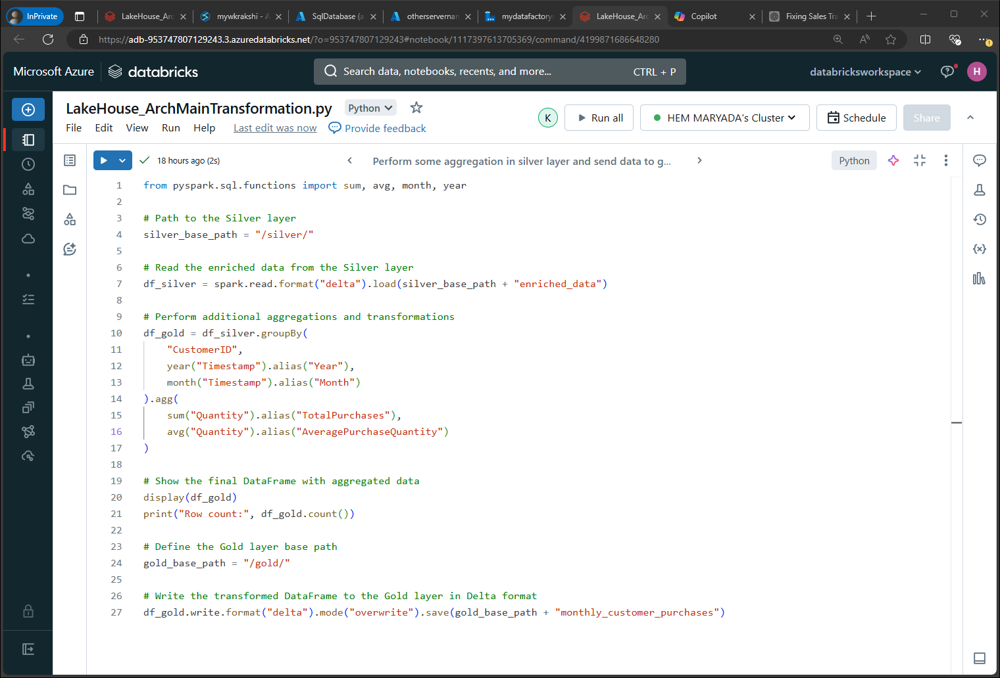 InPrivate
LakeHouse_Arc
mywkrakshi - A
SqlDatabase (a
otherservernam
mydatafactory
LakeHouse_Arc
Copilot
Fixing Sales Tra
https://adb-953747807129243.3.azuredatabricks.net/?o=953747807129243#notebook/1117397613705369/command/4199871686648280
Microsoft Azure
databricks
Search data, notebooks, recents, and more...
CTRL + P
databricksworkspace
H
LakeHouse_ArchMainTransformation.py
Python
File Edit View Run Help Last edit was now Provide feedback
K
Run all
HEM MARYADA's Cluster
Schedule
Share
18 hours ago (2s)
Perform some aggregation in silver layer and send data to g...
Python
1 from pyspark.sql.functions import sum, avg, month, year
2
3 # Path to the Silver layer
4 silver_base_path = "/silver/"
5
6 # Read the enriched data from the Silver layer
7 df_silver = spark.read.format("delta").load(silver_base_path + "enriched_data")
8
9 # Perform additional aggregations and transformations
10 df_gold = df_silver.groupBy(
11 "CustomerID",
12 year("Timestamp").alias("Year"),
13 month("Timestamp").alias("Month")
14 ).agg(
15 sum("Quantity").alias("TotalPurchases"),
16 avg("Quantity").alias("AveragePurchaseQuantity")
17 )
18
19 # Show the final DataFrame with aggregated data
20 display(df_gold)
21 print("Row count:", df_gold.count())
22
23 # Define the Gold layer base path
24 gold_base_path = "/gold/"
25
26 # Write the transformed DataFrame to the Gold layer in Delta format
27 df_gold.write.format("delta").mode("overwrite").save(gold_base_path + "monthly_customer_purchases")